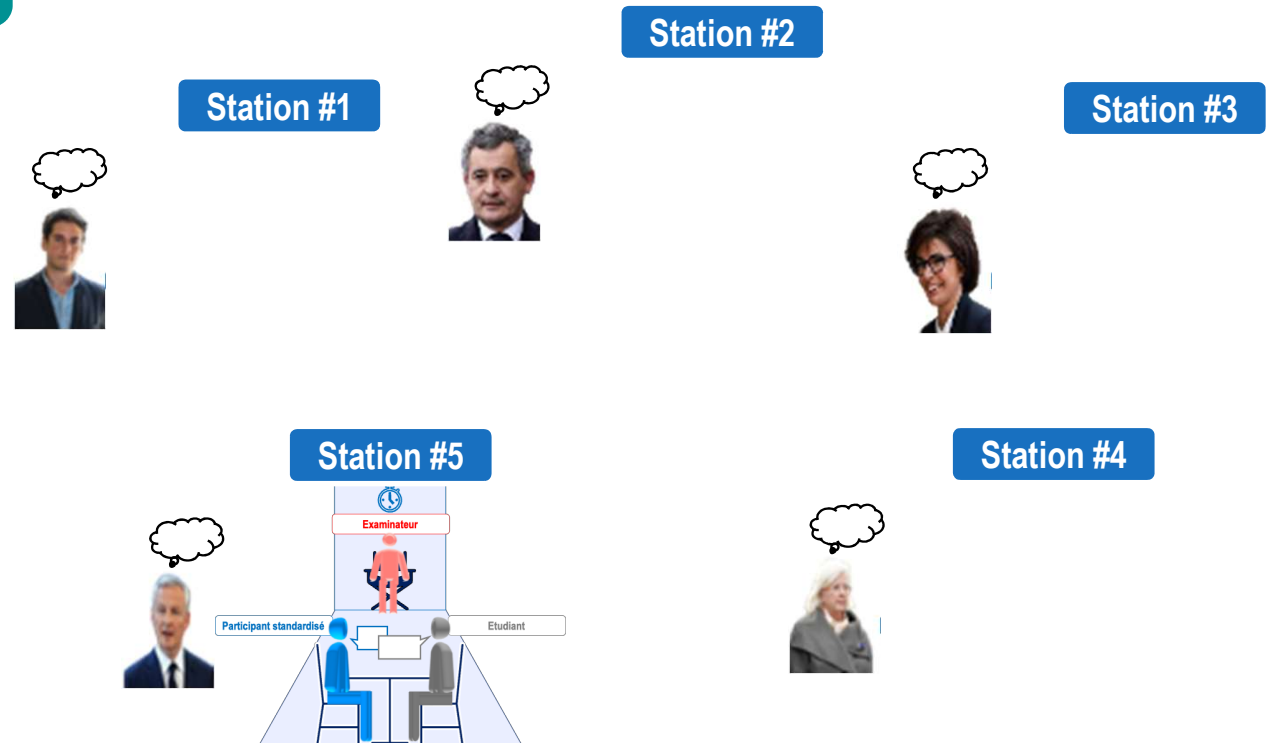 Station #2
Station #1
Station #3
Station #5
Station #4
Examinateur
Participant standardisé
Etudiant